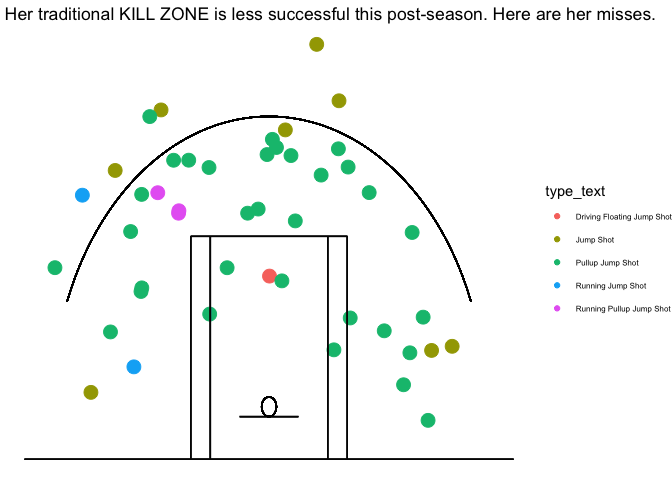 Her traditional KILL ZONE is less successful this post-season. Here are her misses.
type_text
Driving Floating Jump Shot
Jump Shot
Pullup Jump Shot
Running Jump Shot
Running Pullup Jump Shot